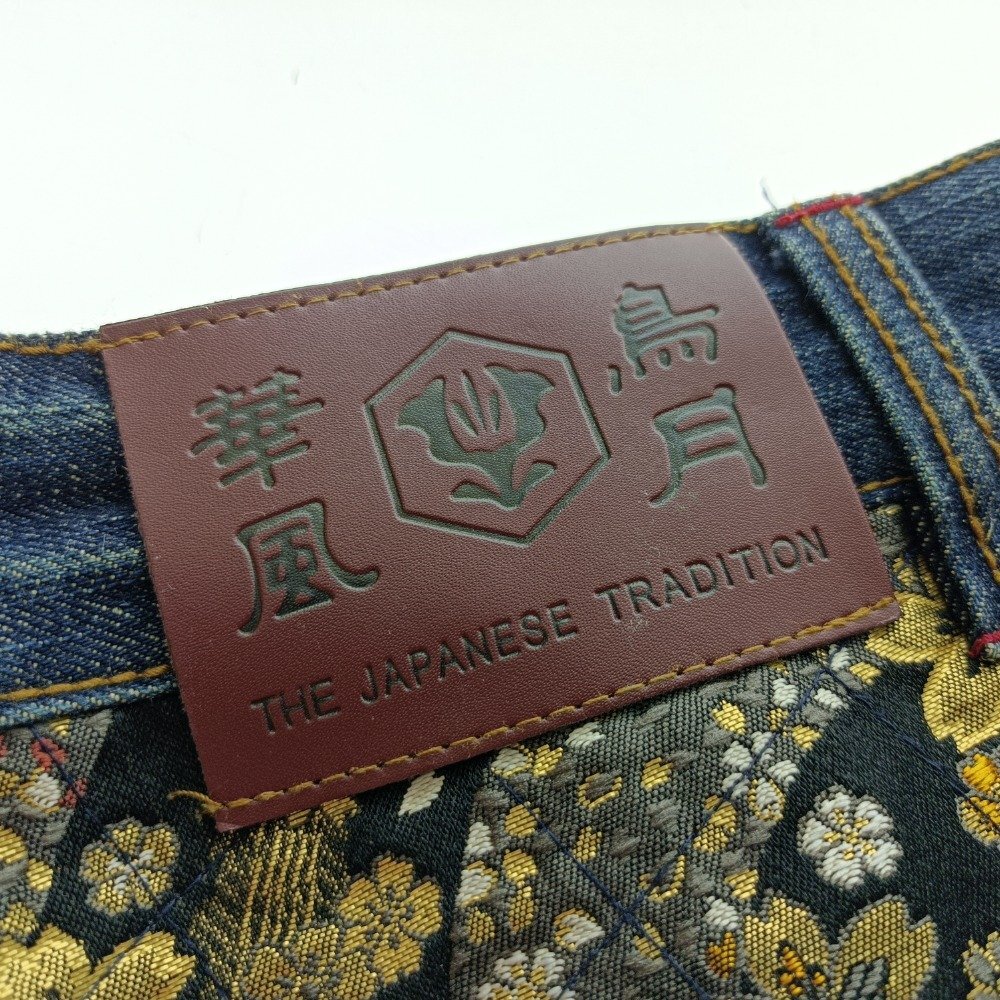 華風
鳥月
THE JAPANESE TRADITION